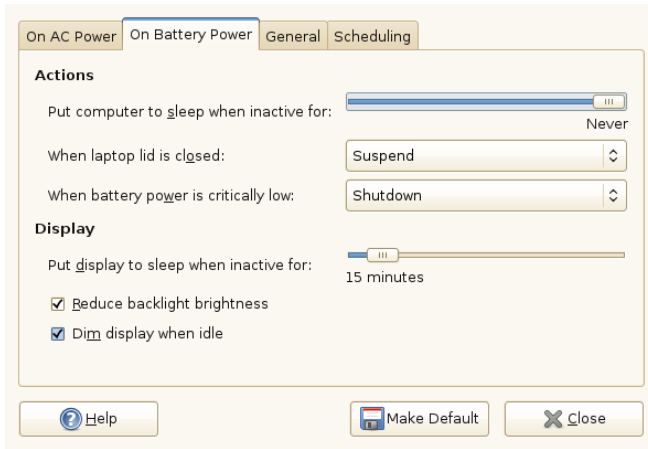 On AC Power On Battery Power General Scheduling
Actions
Put computer to sleep when inactive for:
Never
When laptop lid is closed: Suspend
When battery power is critically low: Shutdown
Display
Put display to sleep when inactive for:
15 minutes
Reduce backlight brightness
Dim display when idle
Help Make Default Close